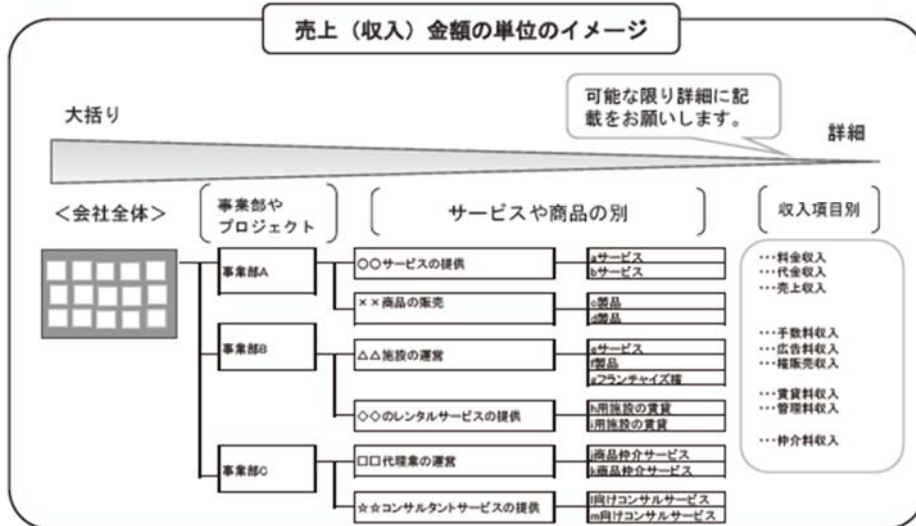 売上（収入）金額の単位のイメージ
可能な限り詳細に記
載をお願いします。
大括り
詳細
＜会社全体＞
事業部や
プロジェクト
サービスや商品の別
収入項目別
事業部A
〇〇サービスの提供
aサービス
bサービス
××商品の販売
c製品
d製品
事業部B
△△施設の運営
eサービス
f製品
gフランチャイズ権
◇◇のレンタルサービスの提供
h用施設の賃貸
i用施設の賃貸
事業部C
□□代理業の運営
j商品仲介サービス
k商品仲介サービス
☆☆コンサルタントサービスの提供
l向けコンサルサービス
m向けコンサルサービス
…料金収入
…代金収入
…売上収入
…手数料収入
…広告料収入
…権販売収入
…賃貸料収入
…管理料収入
…仲介料収入